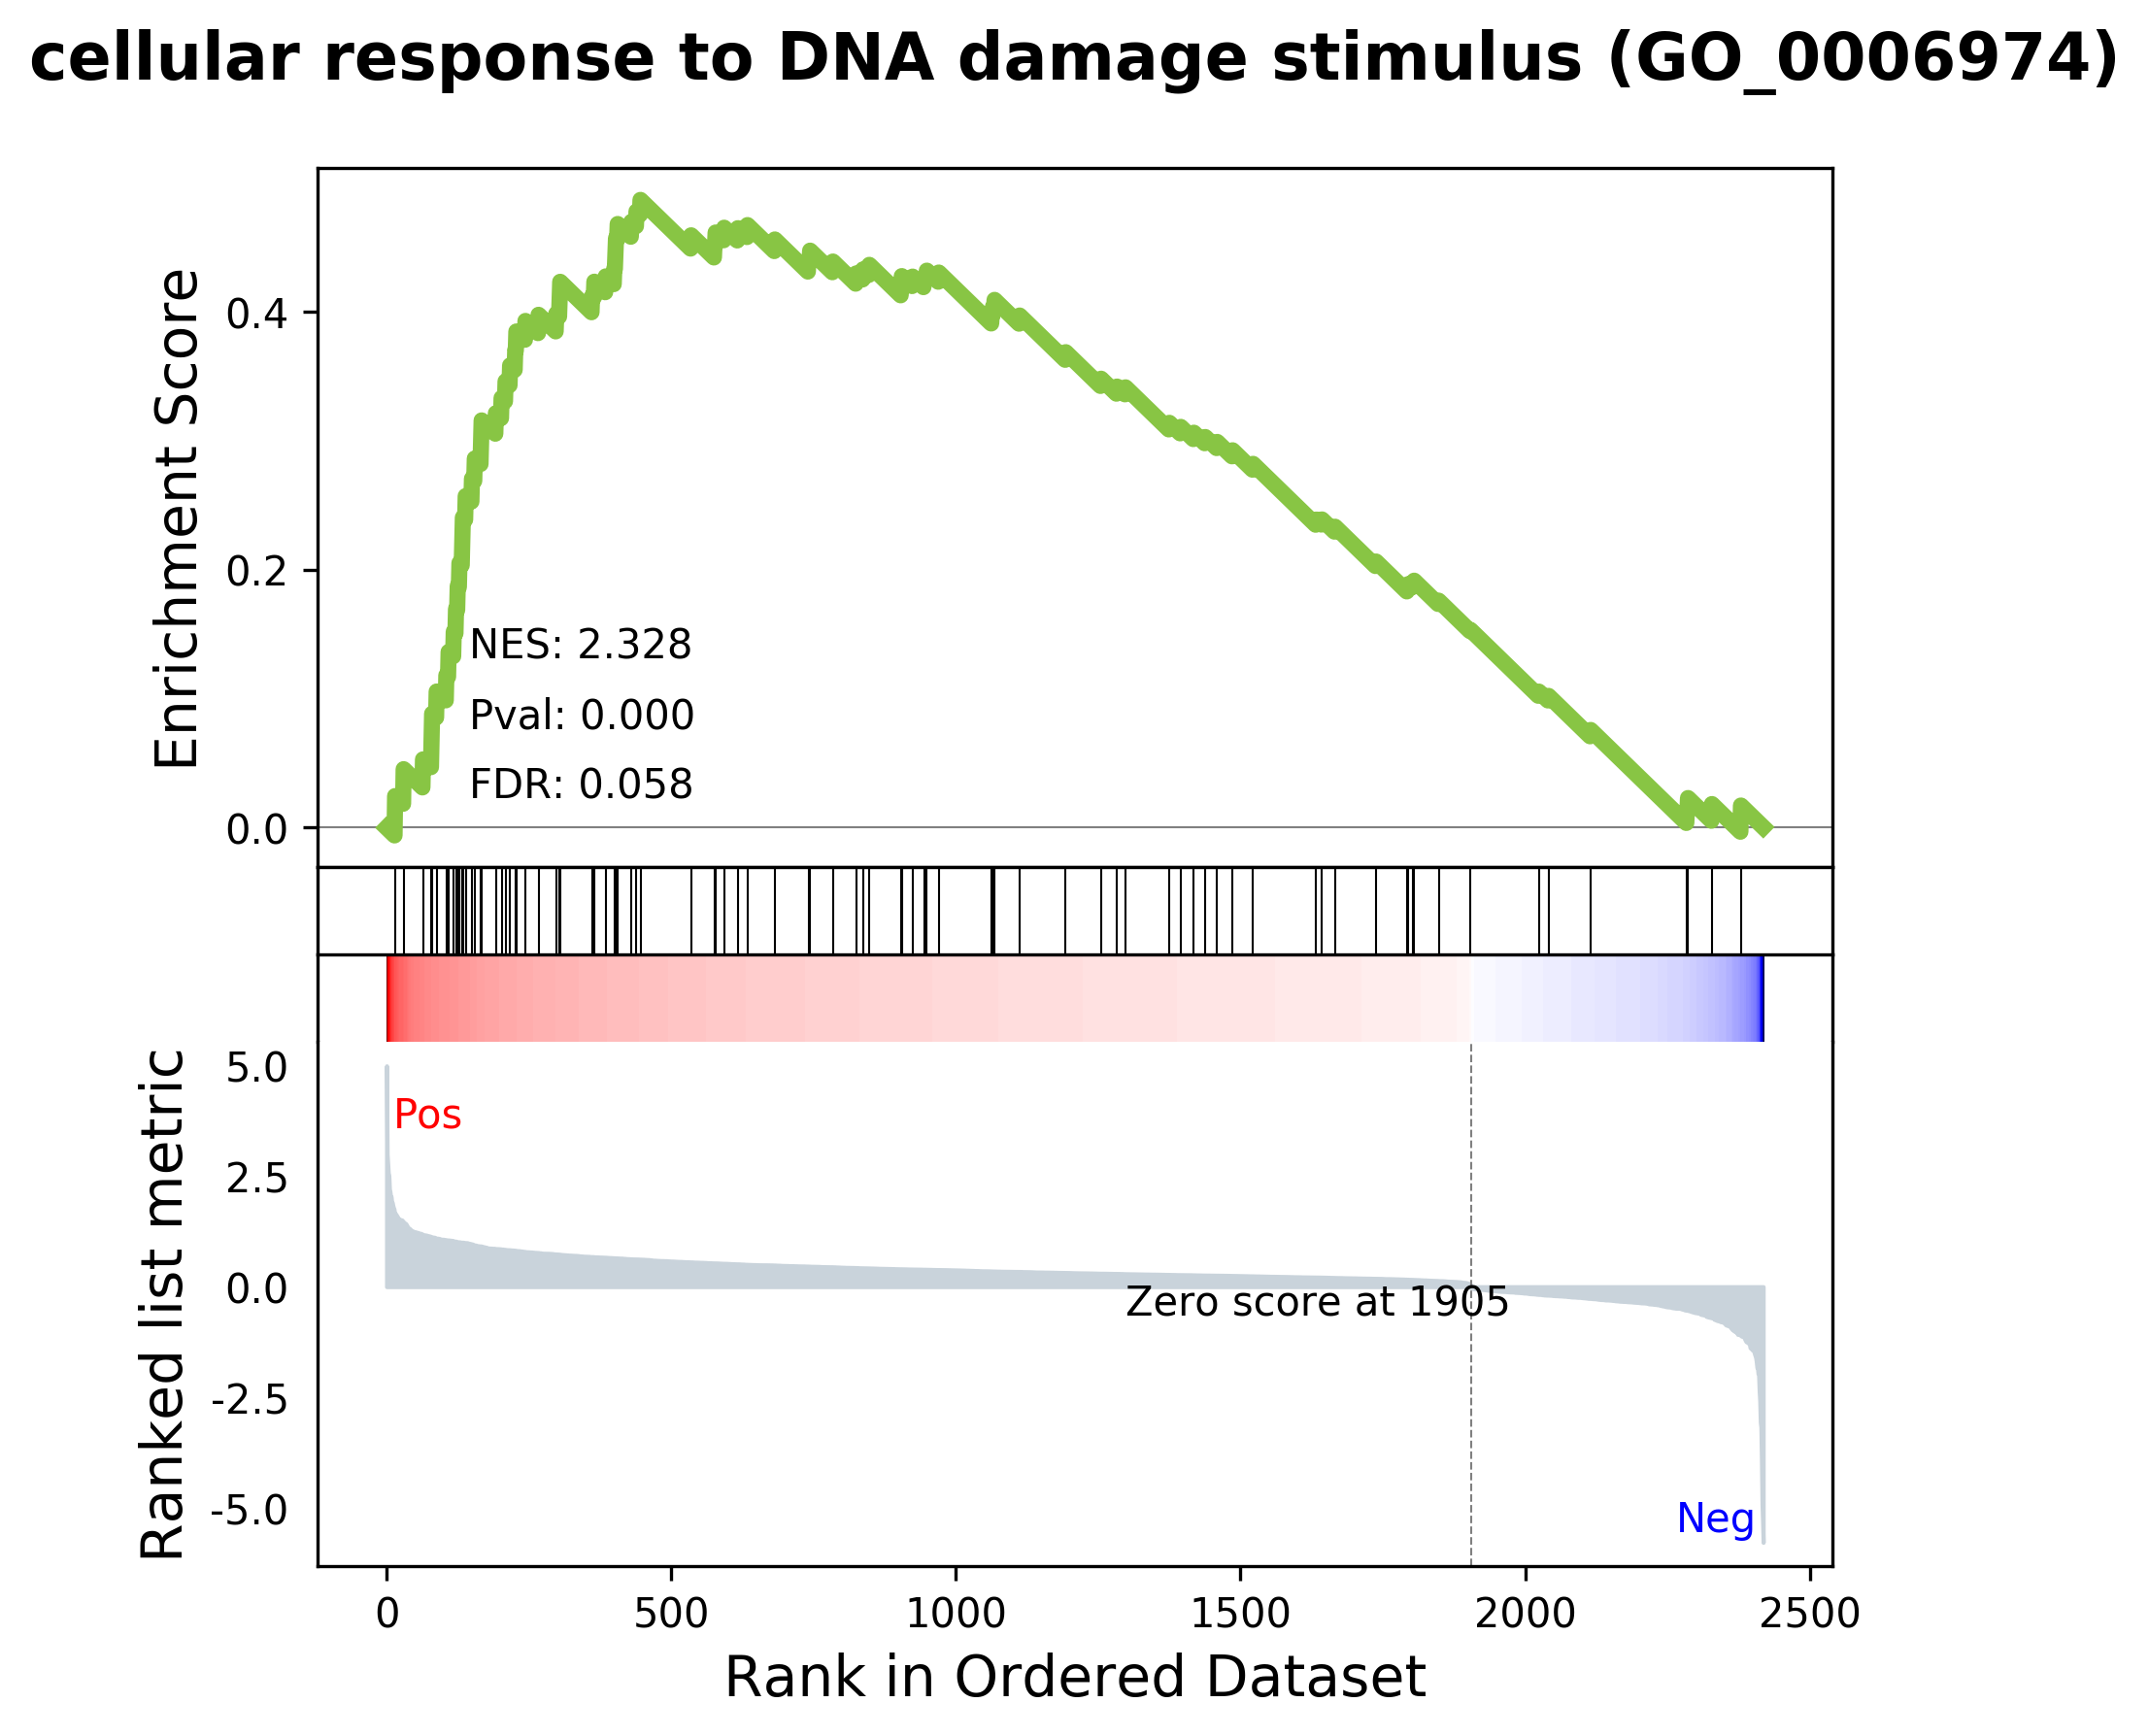 cellular response to DNA damage stimulus (GO_0006974)
Enrichment Score
0.4
0.2
0.0
NES: 2.328
Pval: 0.000
FDR: 0.058
Ranked list metric
5.0
2.5
0.0
-2.5
-5.0
Pos
Zero score at 1905
Neg
0 500 1000 1500 2000 2500
Rank in Ordered Dataset